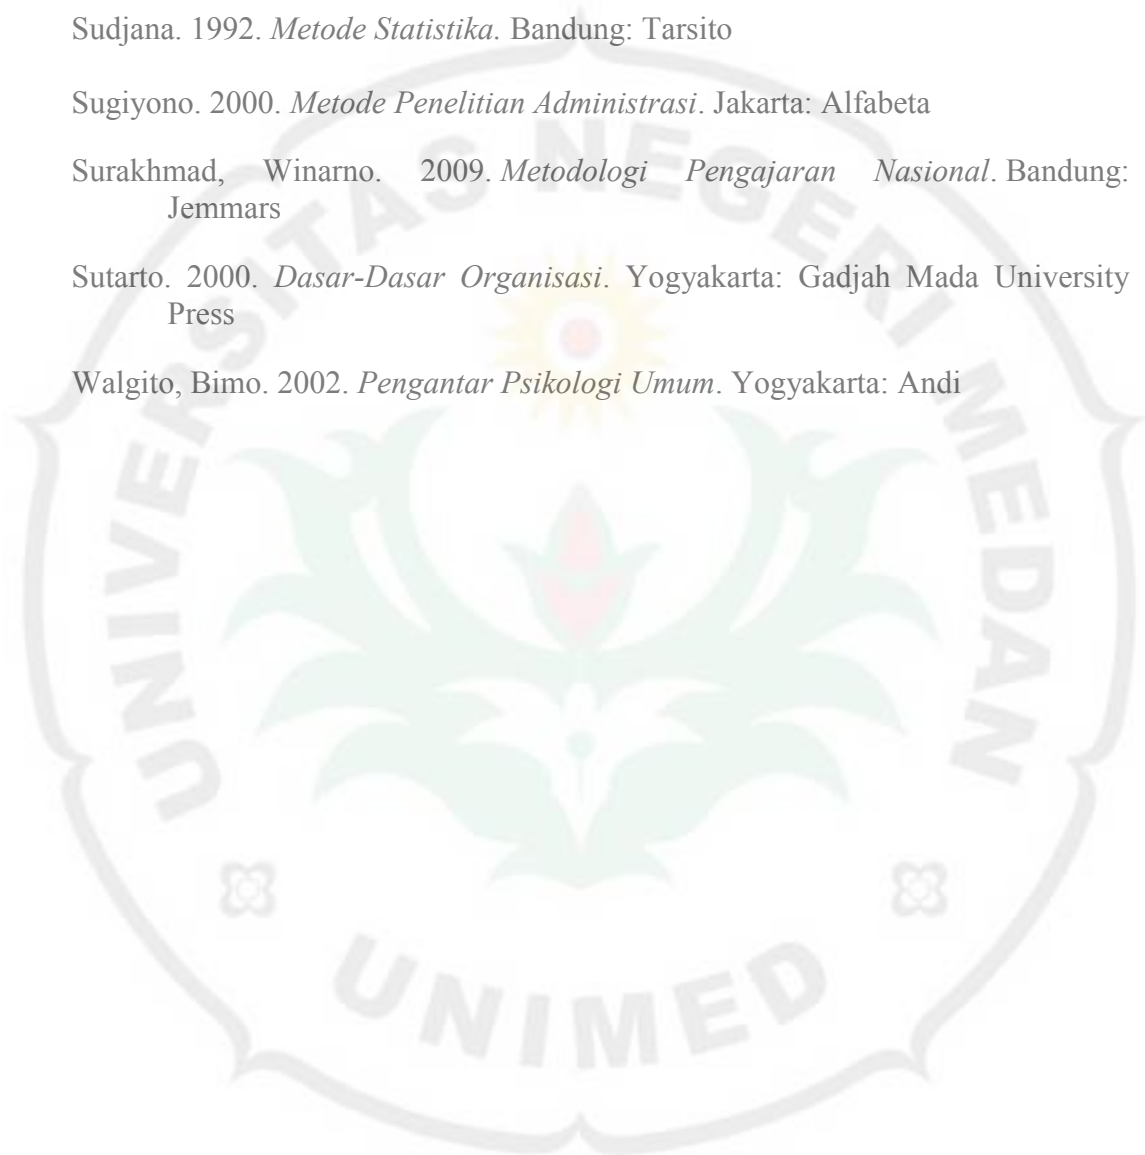 Sudjana. 1992. Metode Statistika. Bandung: Tarsito
Sugiyono. 2000. Metode Penelitian Administrasi. Jakarta: Alfabeta
Surakhmad, Winarno. 2009. Metodologi Pengajaran Nasional. Bandung:
Jemmars
Sutarto. 2000. Dasar-Dasar Organisasi. Yogyakarta: Gadjah Mada University
Press
Walgito, Bimo. 2002. Pengantar Psikologi Umum. Yogyakarta: Andi
UNIVERSITAS NEGERI MEDAN
UNIMED